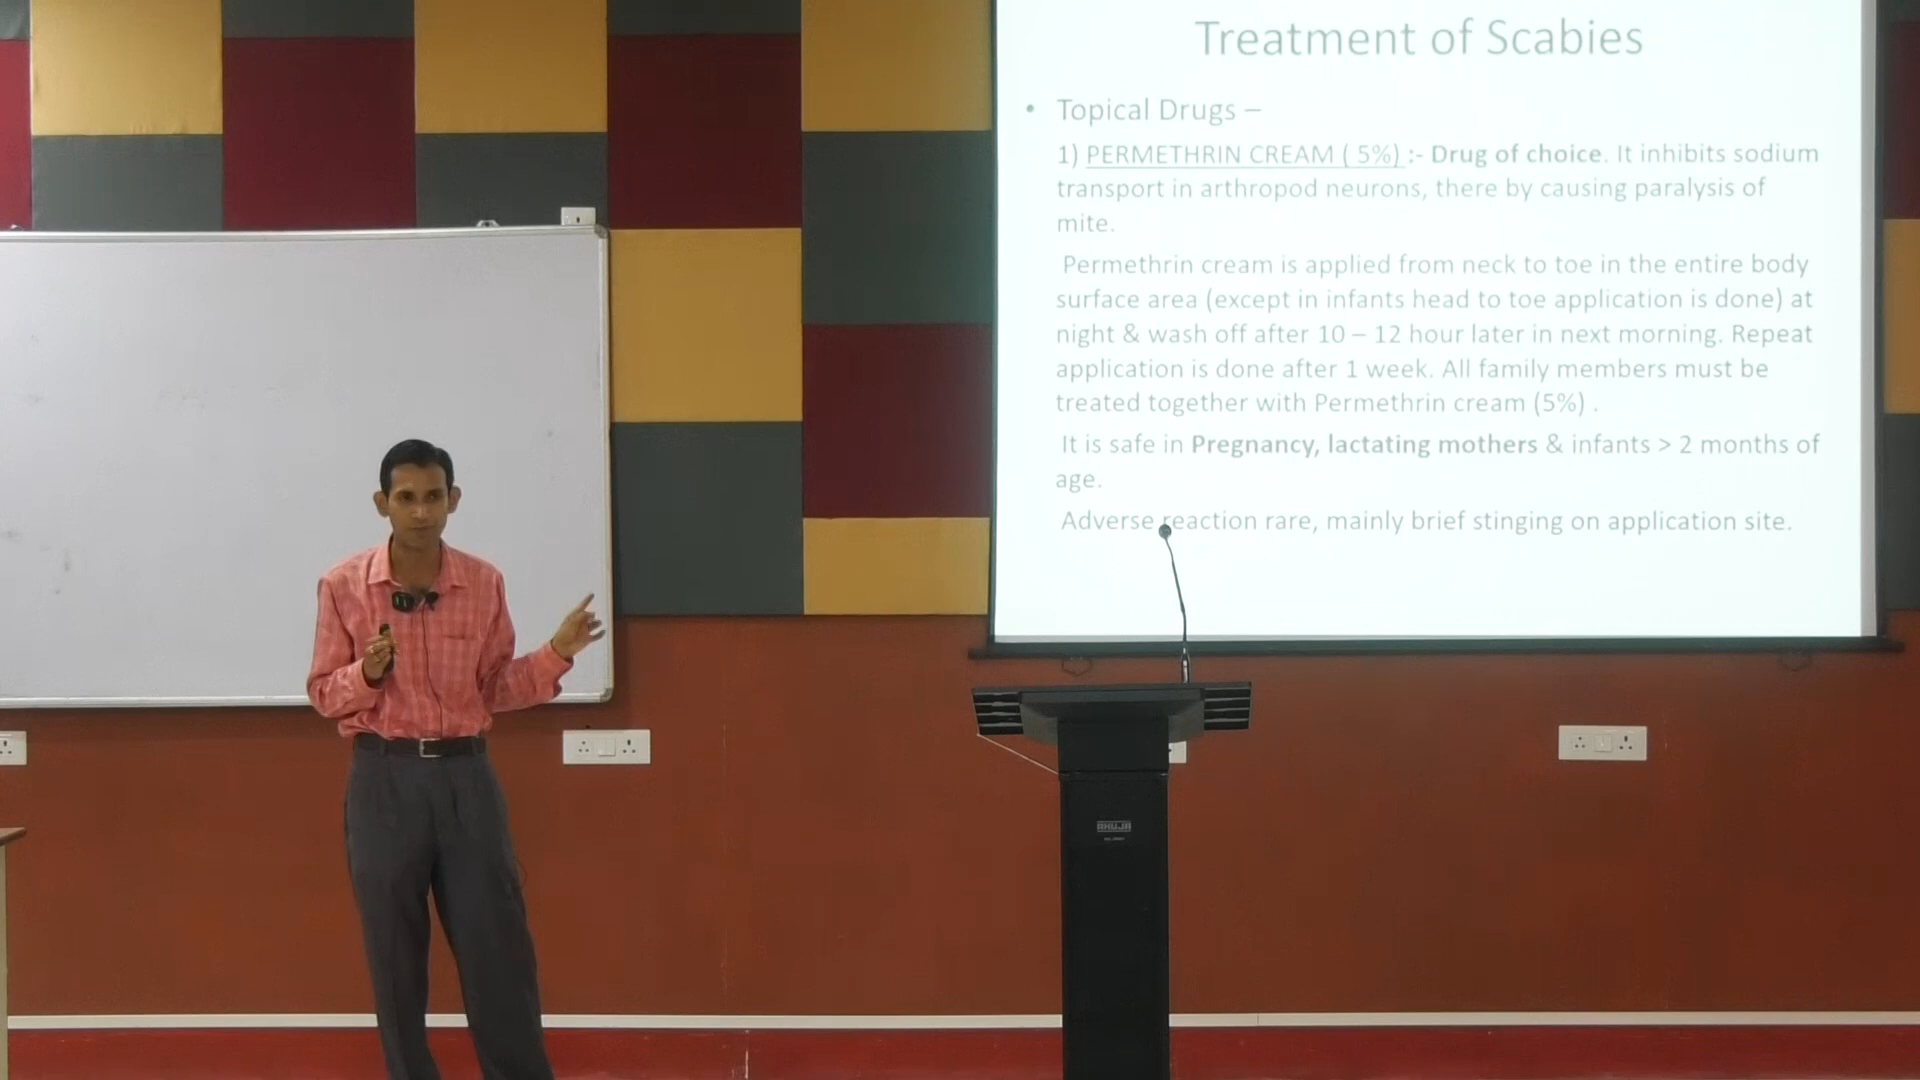 Treatment of Scabies
• Topical Drugs –
1) PERMETHRIN CREAM ( 5%) :- Drug of choice. It inhibits sodium
transport in arthropod neurons, there by causing paralysis of
mite.
Permethrin cream is applied from neck to toe in the entire body
surface area (except in infants head to toe application is done) at
night & wash off after 10 – 12 hour later in next morning. Repeat
application is done after 1 week. All family members must be
treated together with Permethrin cream (5%) .
It is safe in Pregnancy, lactating mothers & infants > 2 months of
age.
Adverse reaction rare, mainly brief stinging on application site.
AHUJA